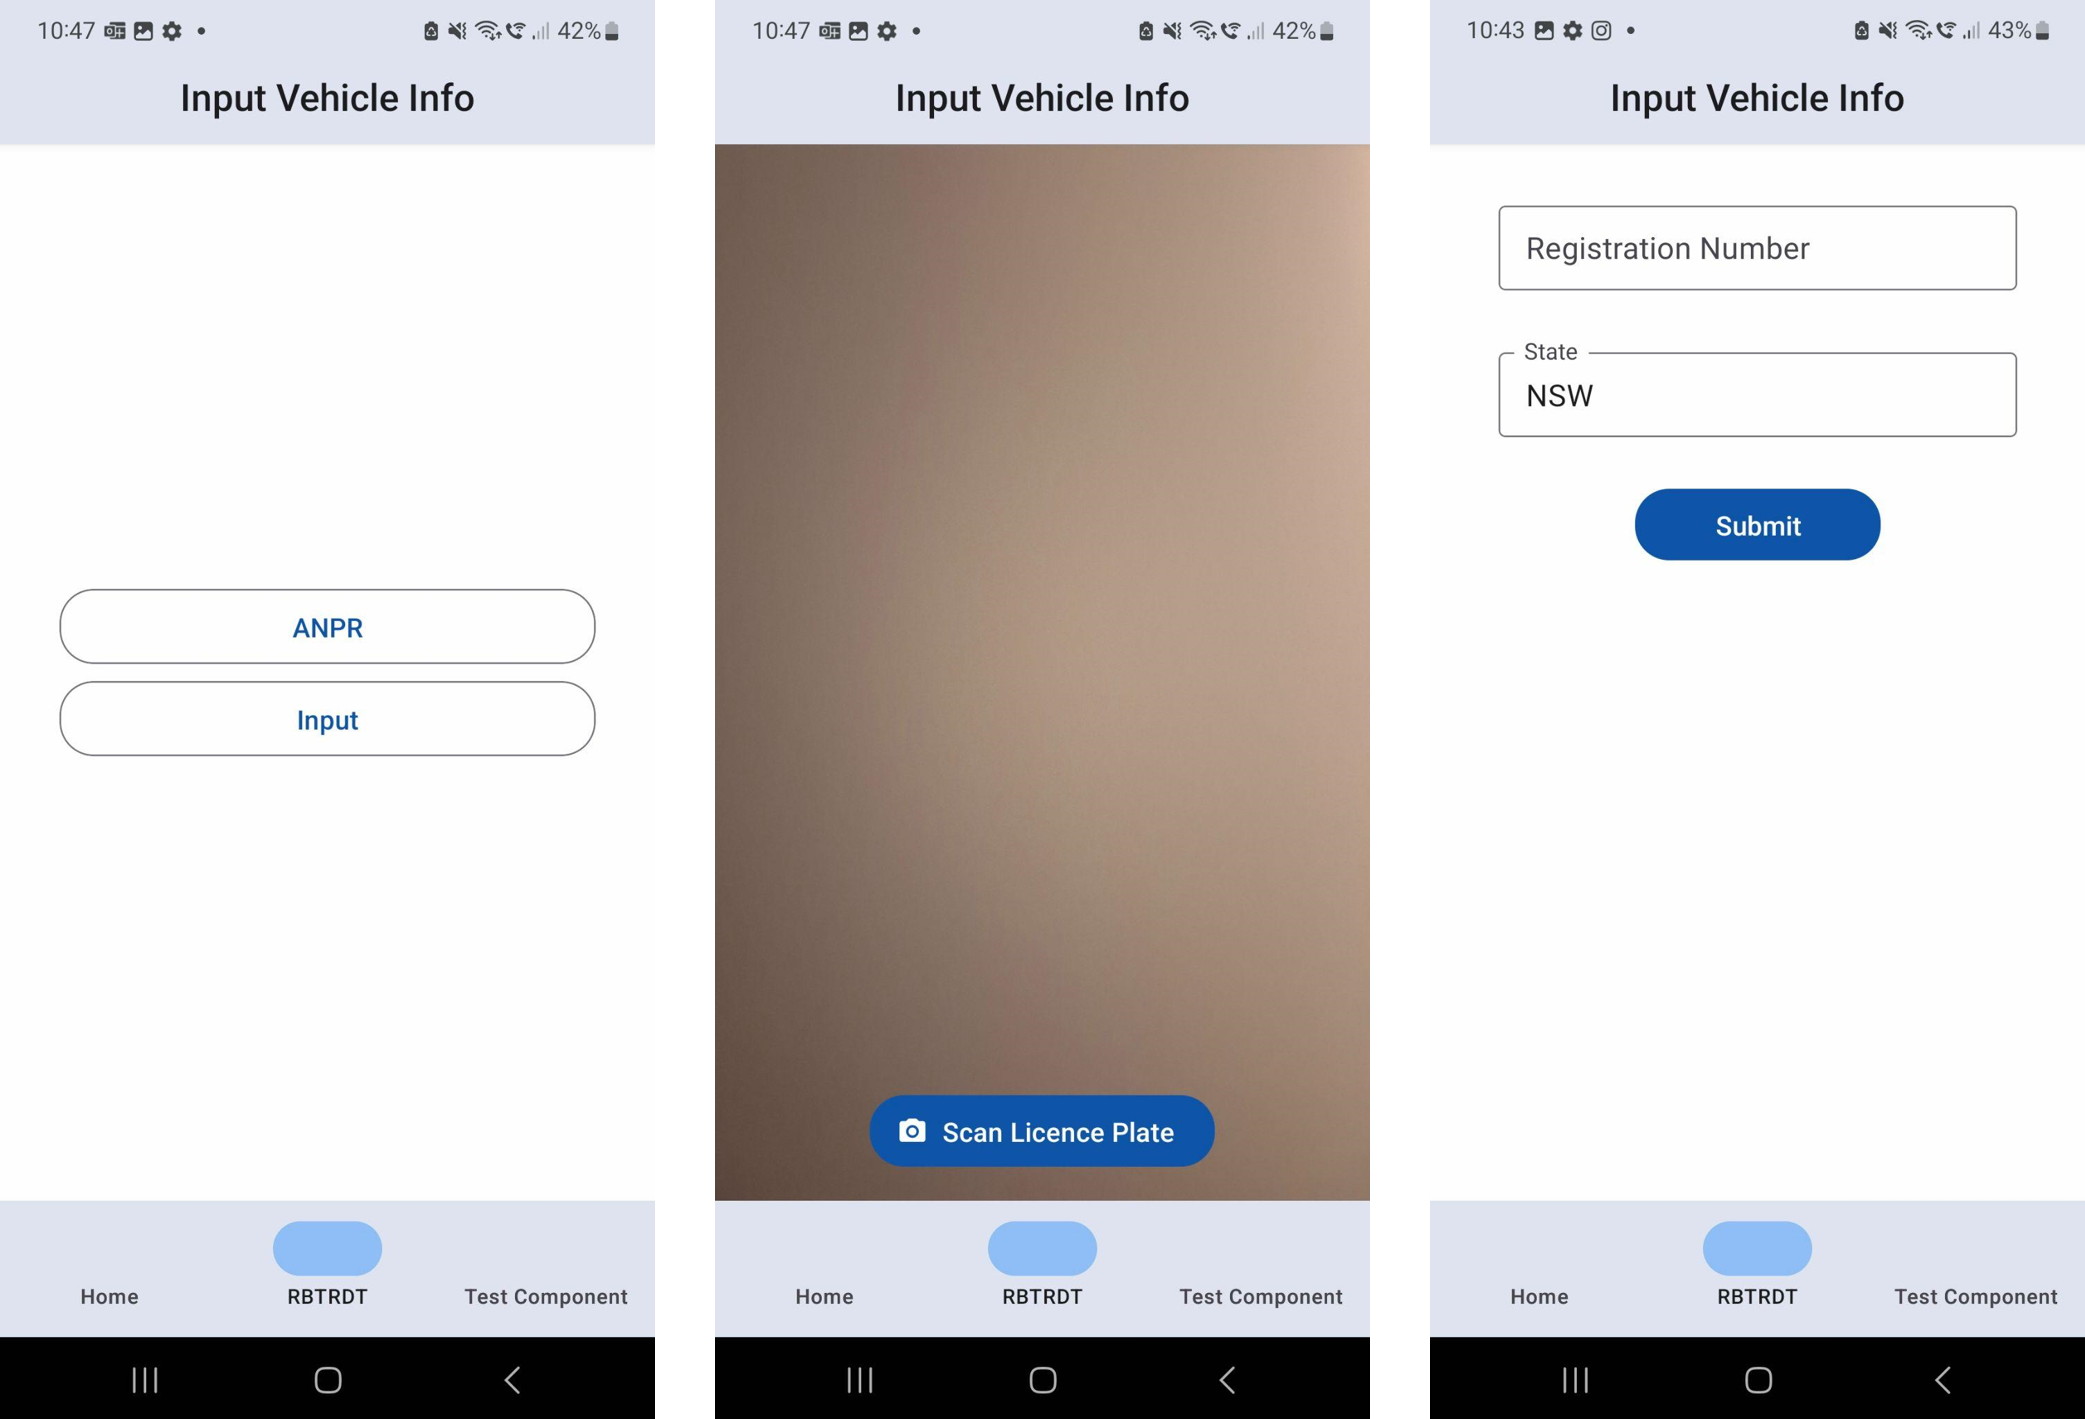 10:47
42%
Input Vehicle Info
ANPR
Input
Home
RBTRDT
Test Component
10:47
42%
Input Vehicle Info
Scan Licence Plate
Home
RBTRDT
Test Component
10:43
43%
Input Vehicle Info
Registration Number
State
NSW
Submit
Home
RBTRDT
Test Component